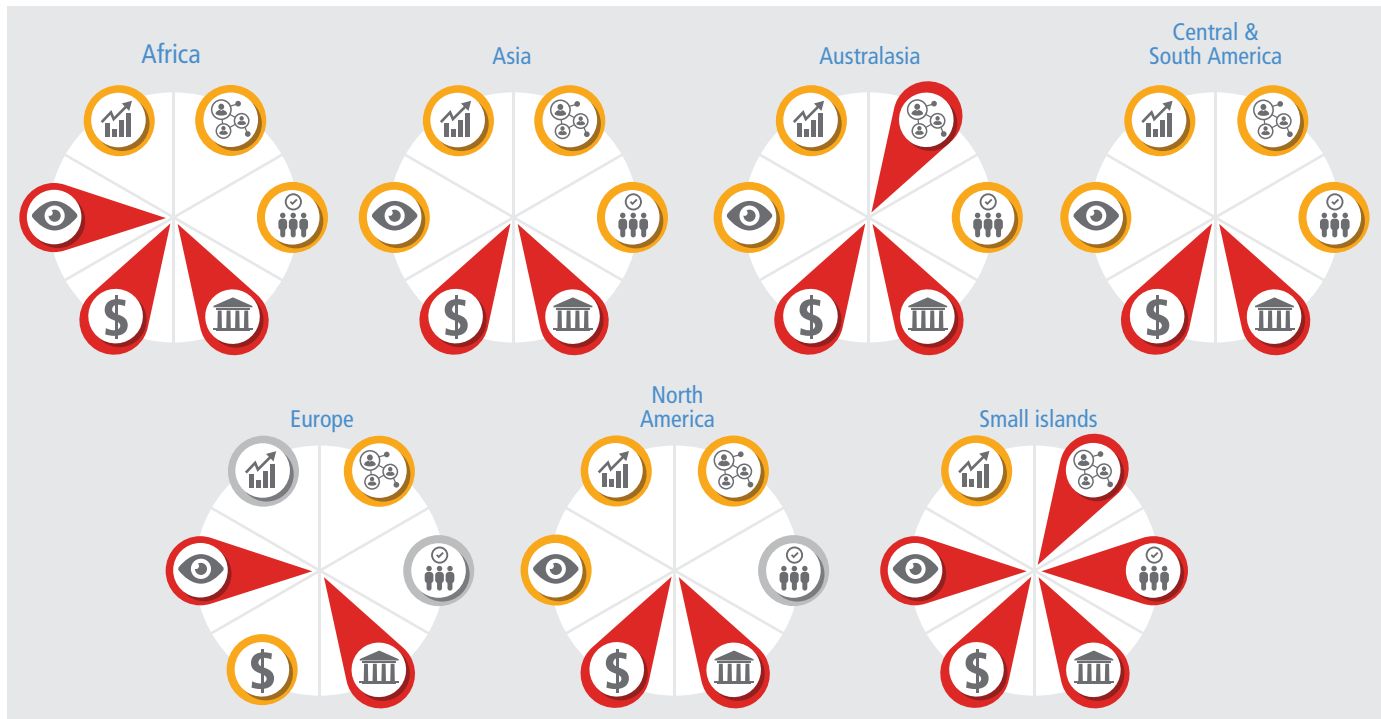 Africa
Asia
Australasia
Central &
South America
$
$
$
$
Europe
North
America
Small islands
$
$
$